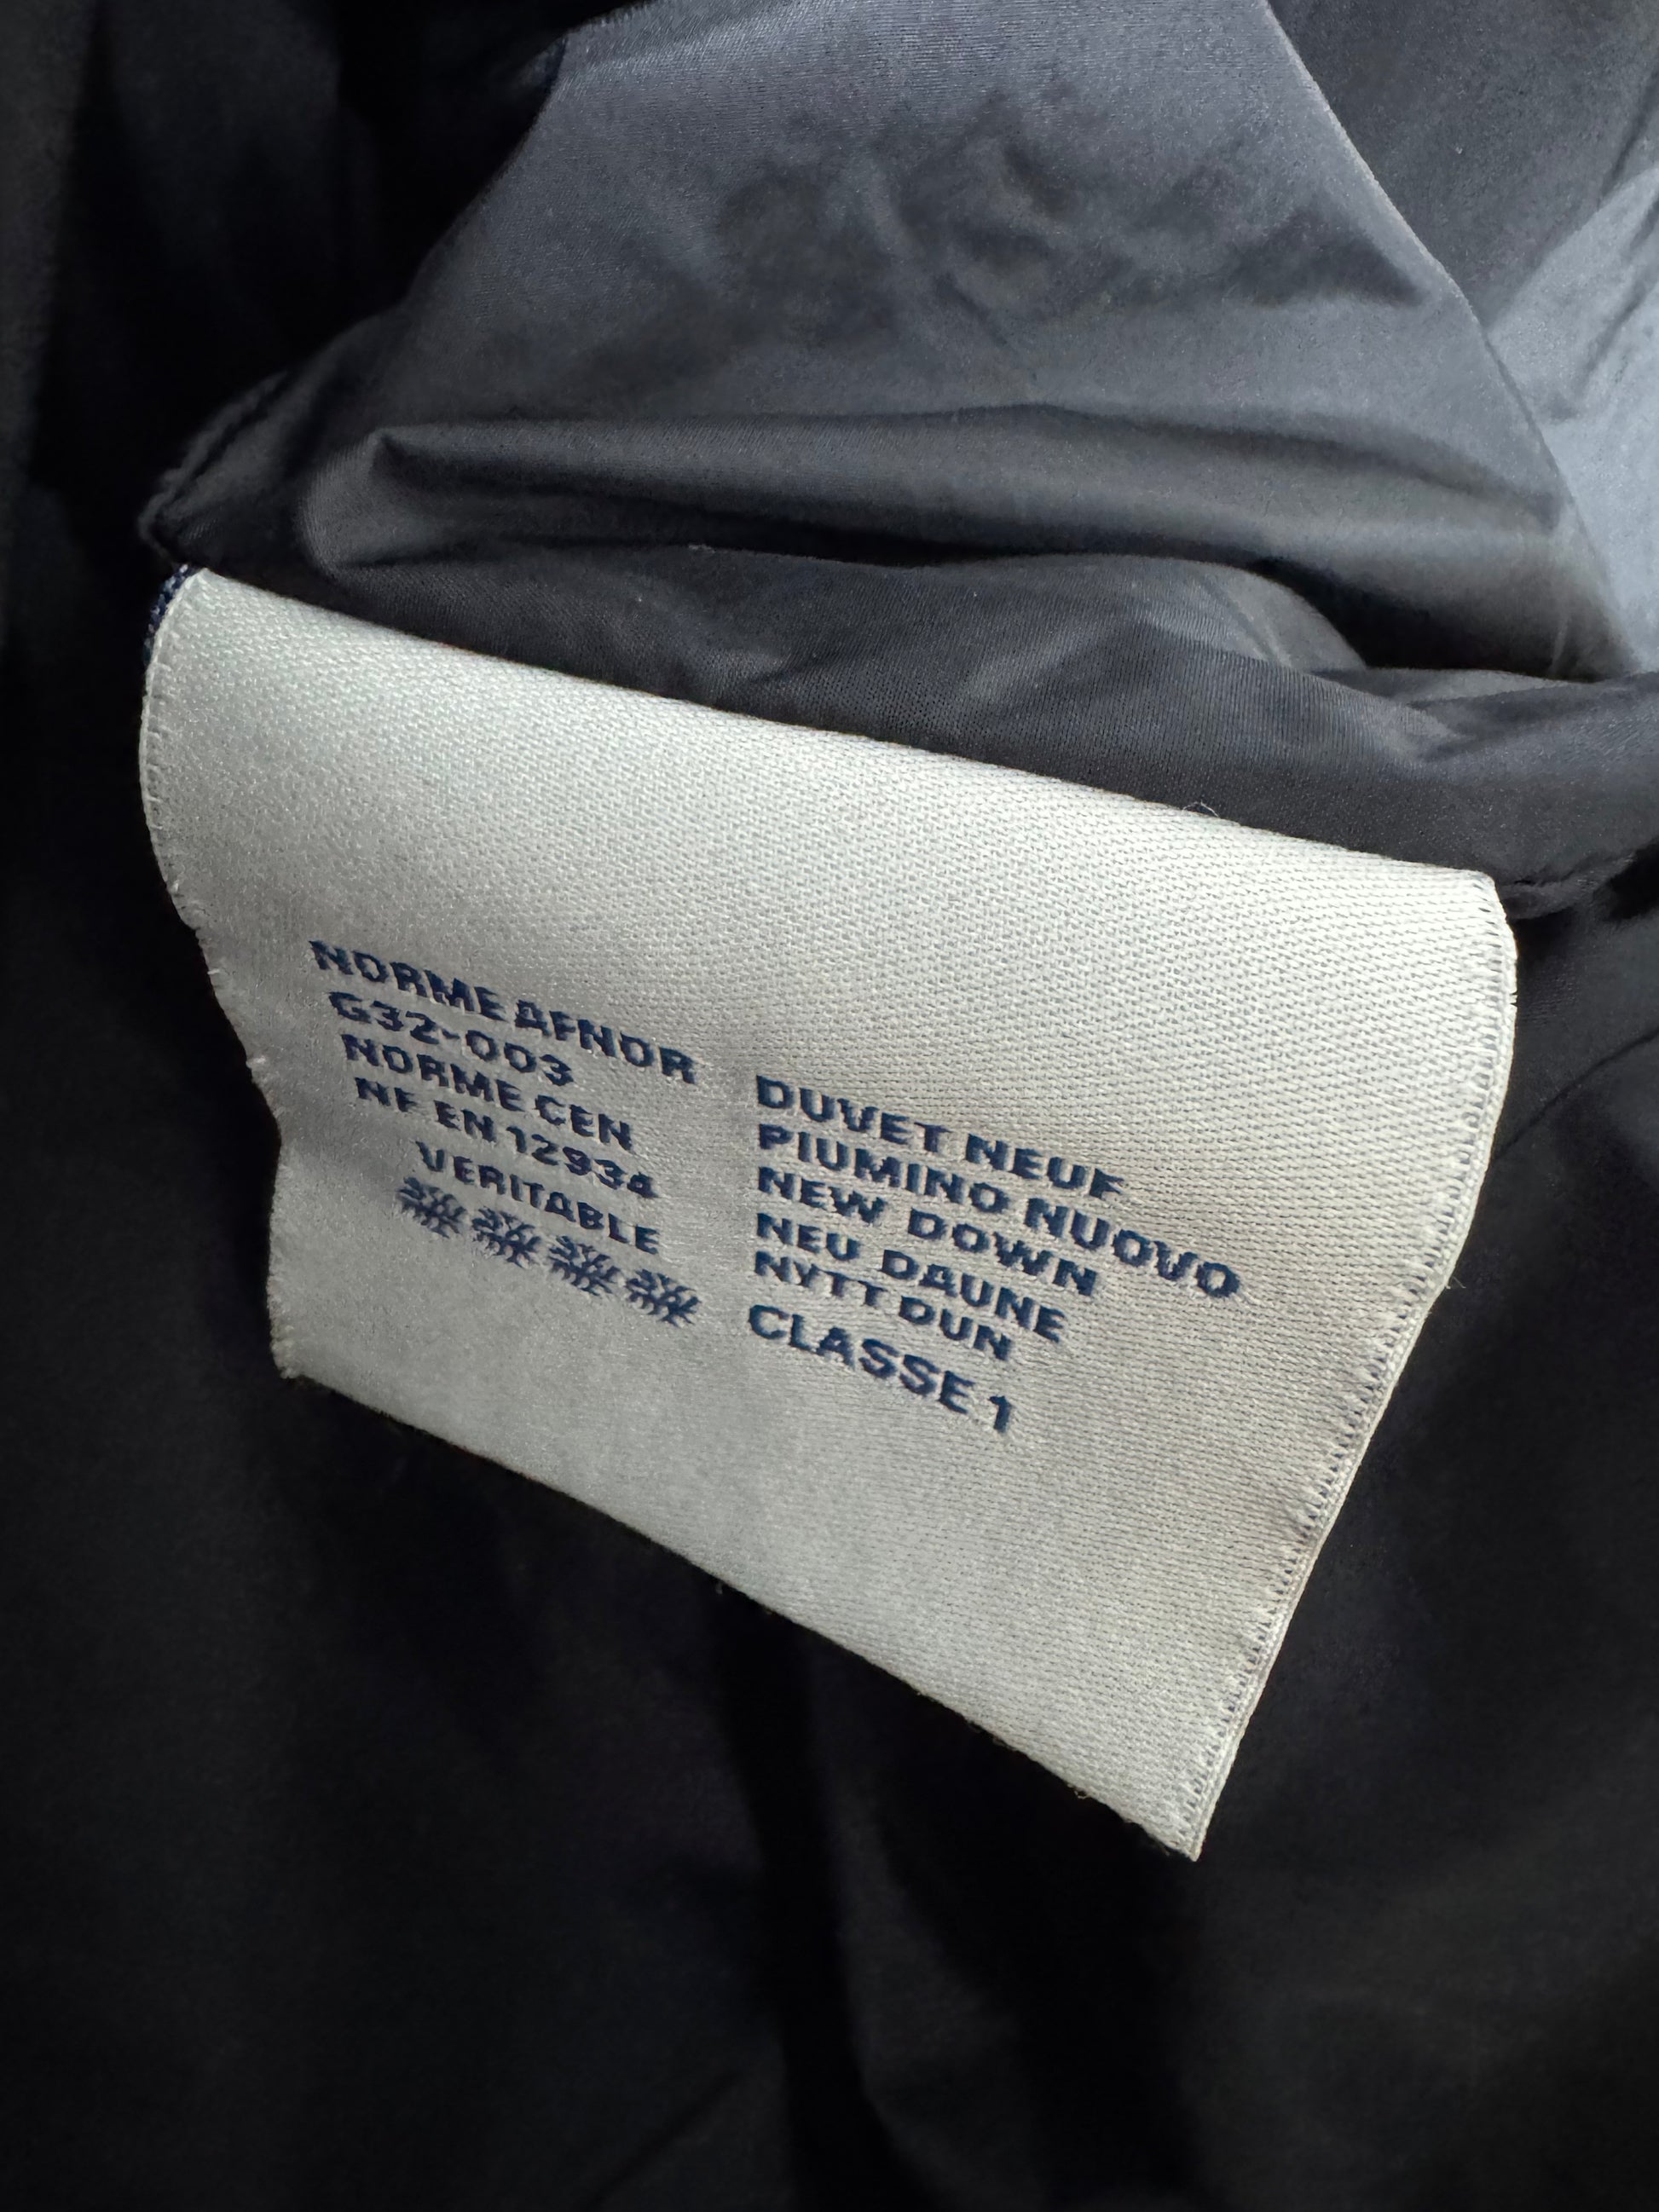 NORME AFNOR
G32-003
NORME CEN
NF EN 12934
VERITABLE
DUVET NEUF
PIUMINO NUOVO
NEW DOWN
NEU DAUNE
NYTT DUN
CLASSE 1